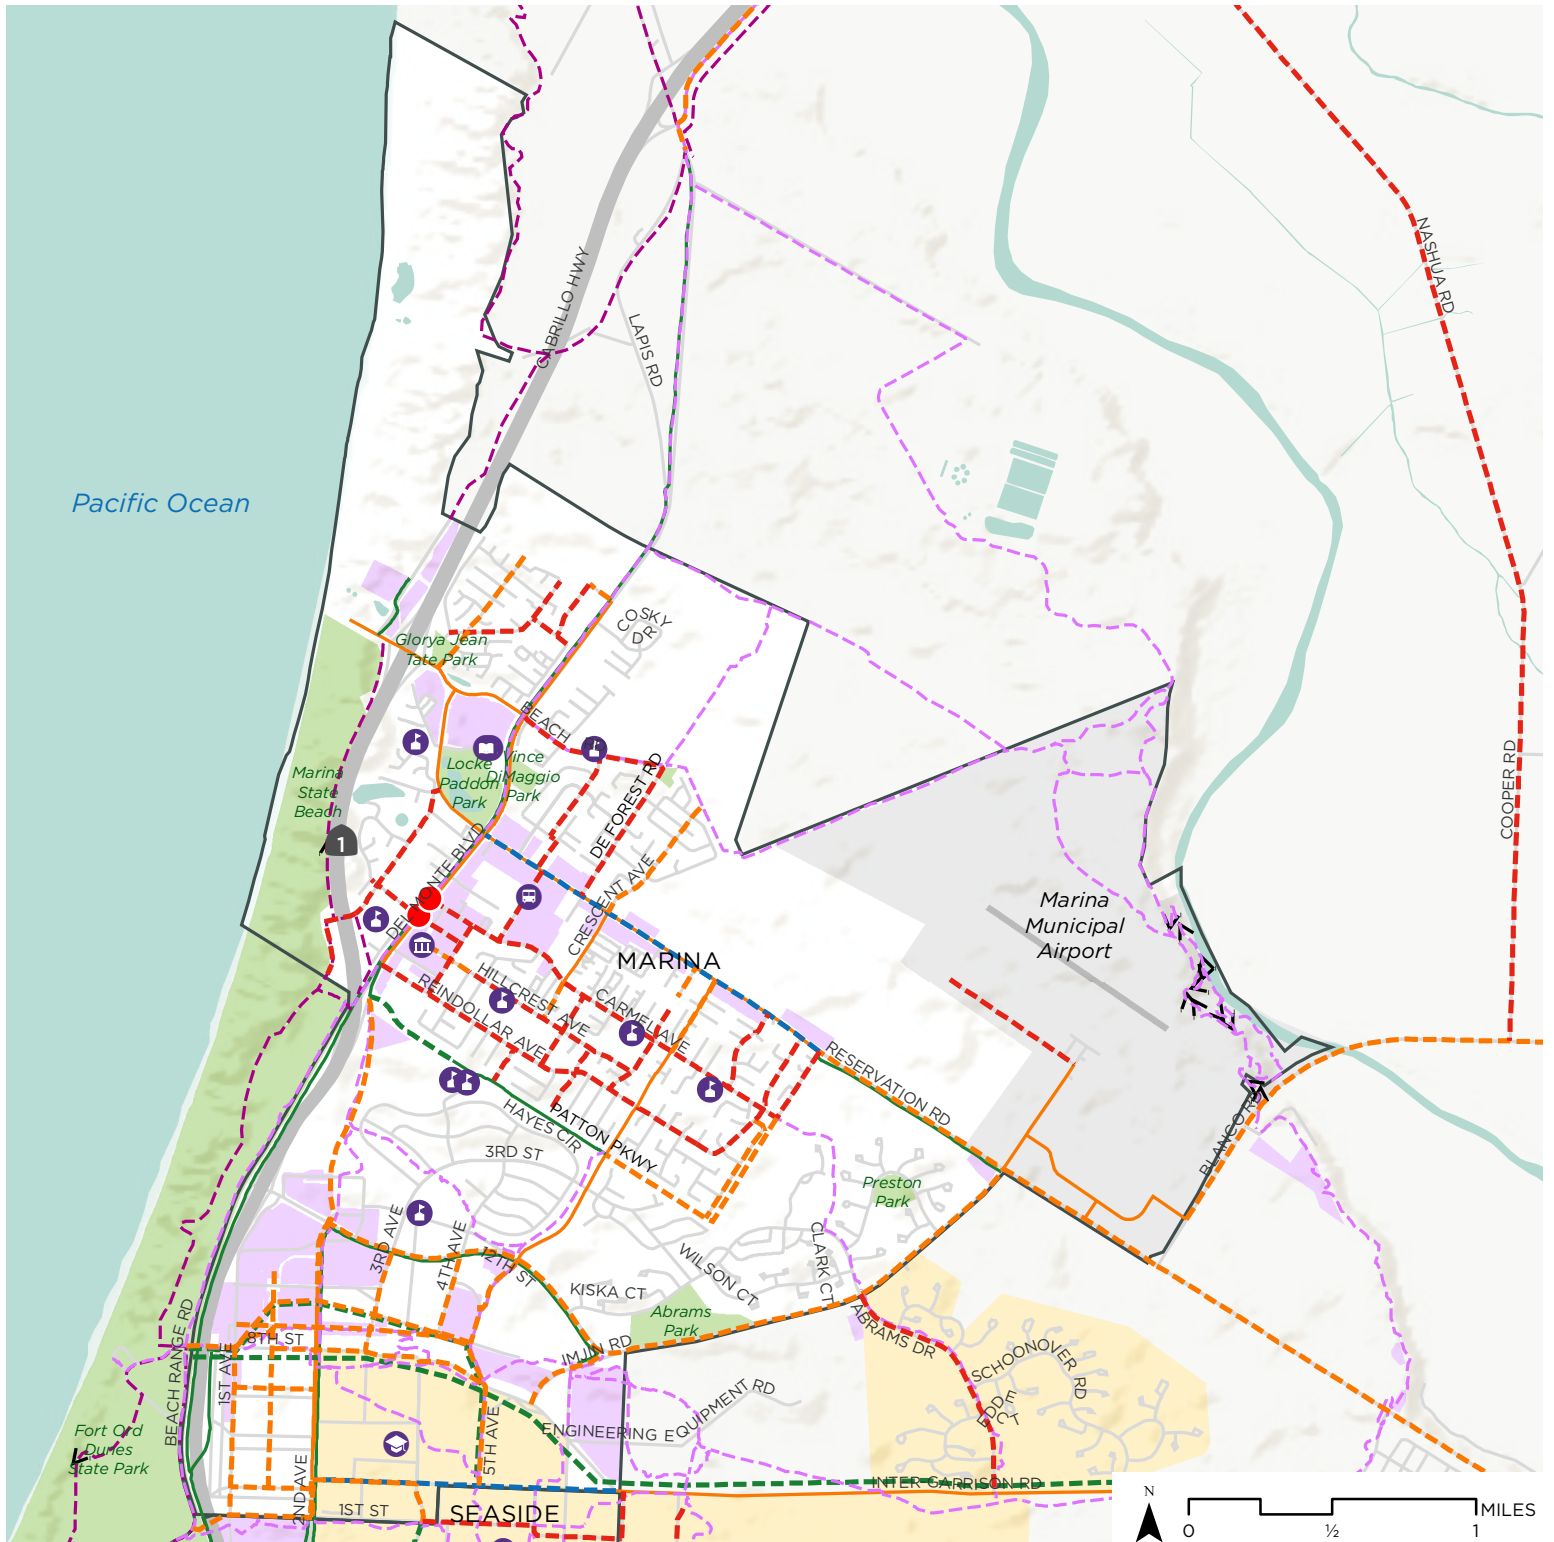 CABRILLO HWY
LAPIS RD
NASHUA RD
Pacific Ocean
COSKY
DR
Glorya Jean
Tate Park
BEACH
Vince
DiMaggio
Park
Locke
Paddon
Park
Marina
State
Beach
1
DE FOREST RD
COOPER RD
DEL MONTE BLVD
CRESCENT AVE
Marina
Municipal
Airport
MARINA
HILLCREST AVE
CARMEL AVE
REINDOLLAR AVE
RESERVATION RD
PATTON PKWY
HAYES CIR
3RD ST
BLANCO RD
Preston
Park
3RD AVE
4TH AVE
12TH ST
WILSON CT
CLARK CT
KISKA CT
Abrams
Park
IMJIN RD
ABRAMS DR
8TH ST
1ST AVE
BEACH RANGE RD
SCHOONOVER RD
EDDE
CT
ENGINEERING EQUIPMENT RD
5TH AVE
Fort Ord
Dunes
State Park
2ND AVE
INTER GARRISON RD
1ST ST
SEASIDE
N
MILES
0
½
1